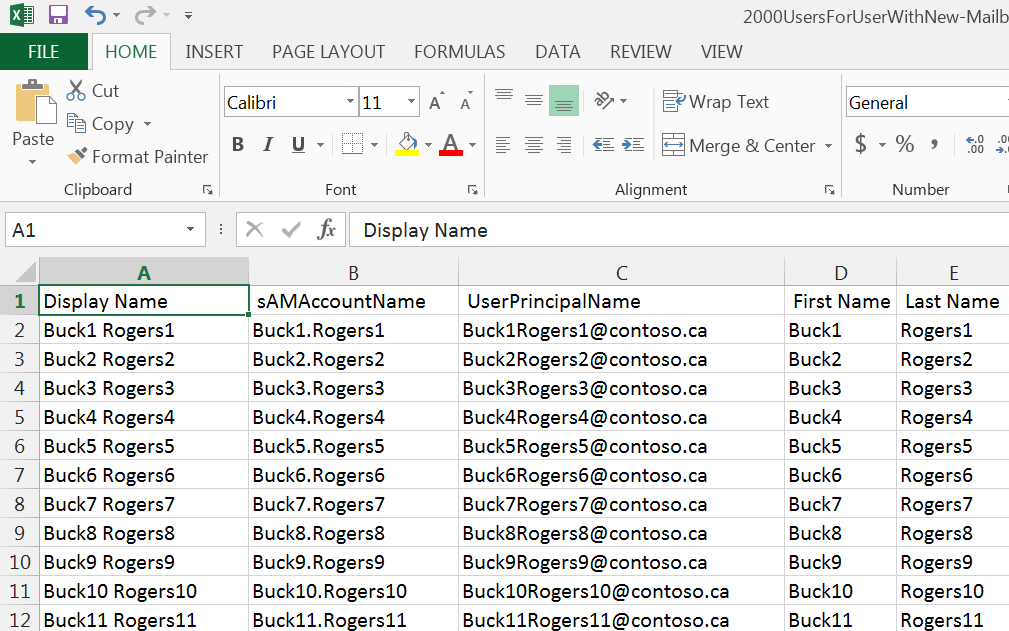 2000UsersForUserWithNew-Mailb
FILE HOME INSERT PAGE LAYOUT FORMULAS DATA REVIEW VIEW
Paste
Cut
Copy
Format Painter
Clipboard
Calibri 11 A A
B I U A
Font
Wrap Text
Merge & Center
Alignment
General
$ % , .00
Number
A1 fx Display Name
A B C D E
1 Display Name sAMAccountName UserPrincipalName First Name Last Name
2 Buck1 Rogers1 Buck1.Rogers1 Buck1Rogers1@contoso.ca Buck1 Rogers1
3 Buck2 Rogers2 Buck2.Rogers2 Buck2Rogers2@contoso.ca Buck2 Rogers2
4 Buck3 Rogers3 Buck3.Rogers3 Buck3Rogers3@contoso.ca Buck3 Rogers3
5 Buck4 Rogers4 Buck4.Rogers4 Buck4Rogers4@contoso.ca Buck4 Rogers4
6 Buck5 Rogers5 Buck5.Rogers5 Buck5Rogers5@contoso.ca Buck5 Rogers5
7 Buck6 Rogers6 Buck6.Rogers6 Buck6Rogers6@contoso.ca Buck6 Rogers6
8 Buck7 Rogers7 Buck7.Rogers7 Buck7Rogers7@contoso.ca Buck7 Rogers7
9 Buck8 Rogers8 Buck8.Rogers8 Buck8Rogers8@contoso.ca Buck8 Rogers8
10 Buck9 Rogers9 Buck9.Rogers9 Buck9Rogers9@contoso.ca Buck9 Rogers9
11 Buck10 Rogers10 Buck10.Rogers10 Buck10Rogers10@contoso.ca Buck10 Rogers10
12 Buck11 Rogers11 Buck11.Rogers11 Buck11Rogers11@contoso.ca Buck11 Rogers11